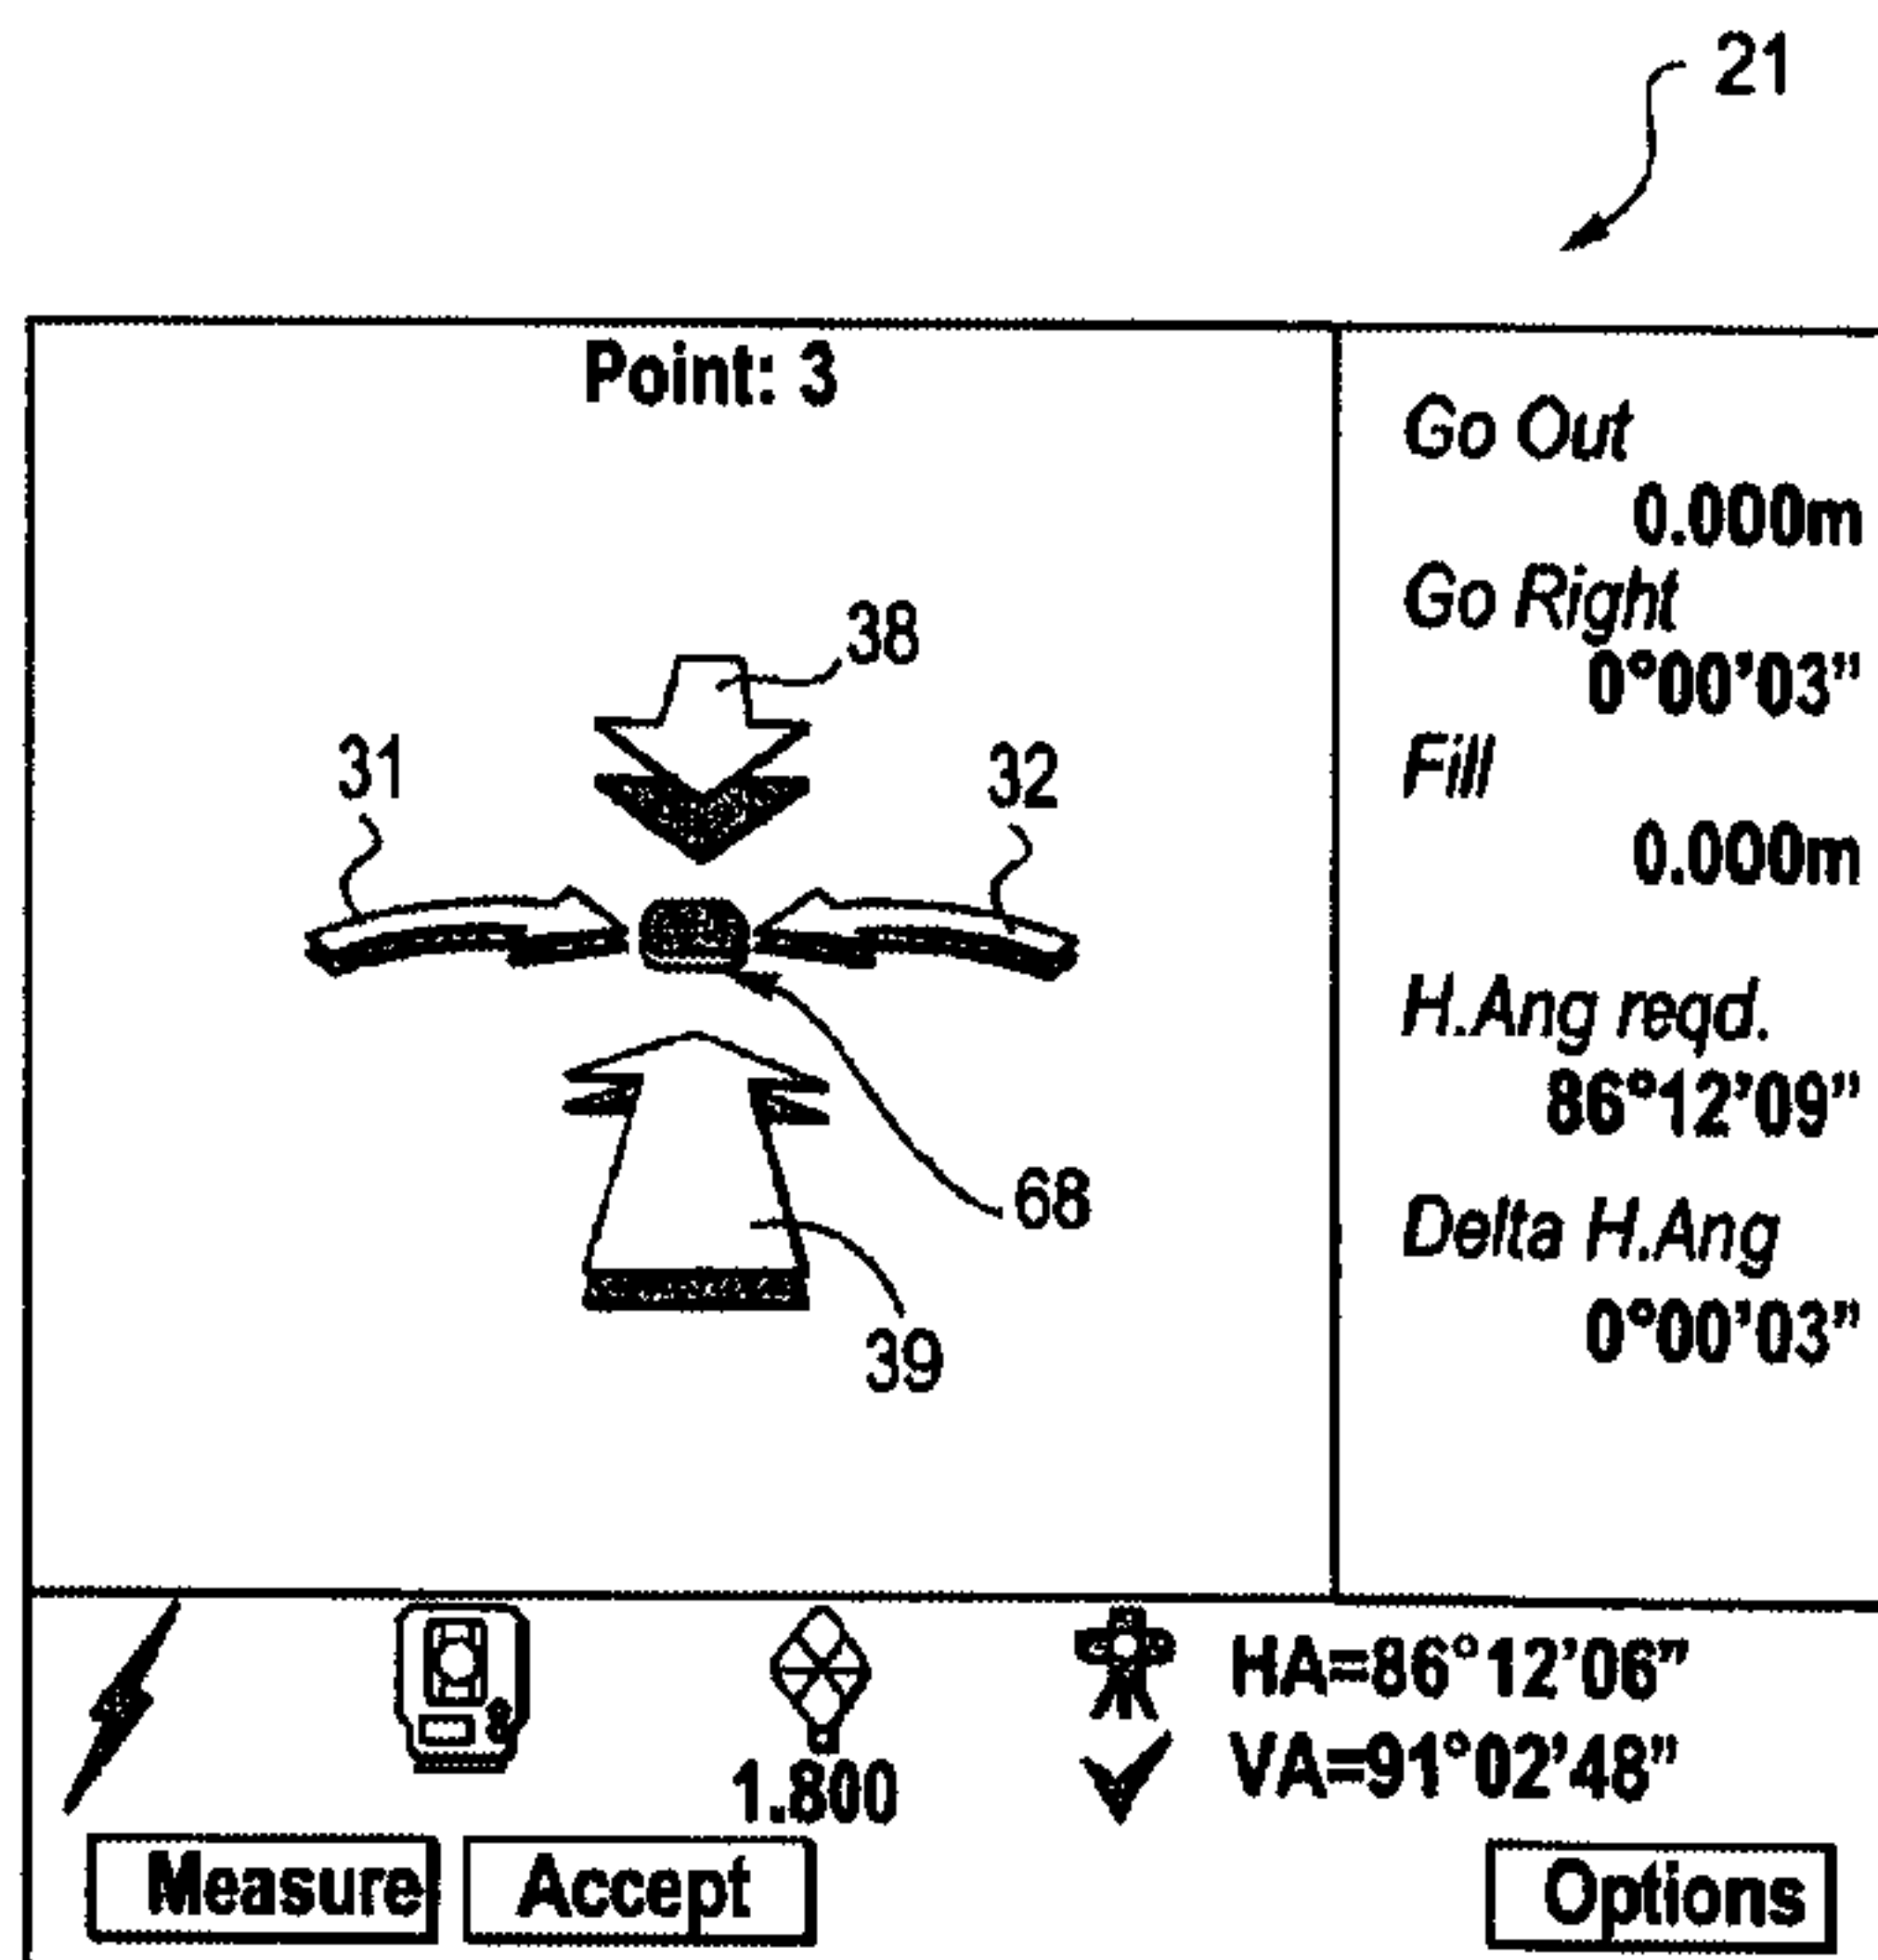 21
Point: 3
Go Out
0.000m
Go Right
0°00'03"
Fill
0.000m
H.Ang reqd.
86°12'09"
Delta H.Ang
0°00'03"
38
31
32
68
39
HA=86°12'06"
VA=91°02'48"
1.800
Measure
Accept
Options